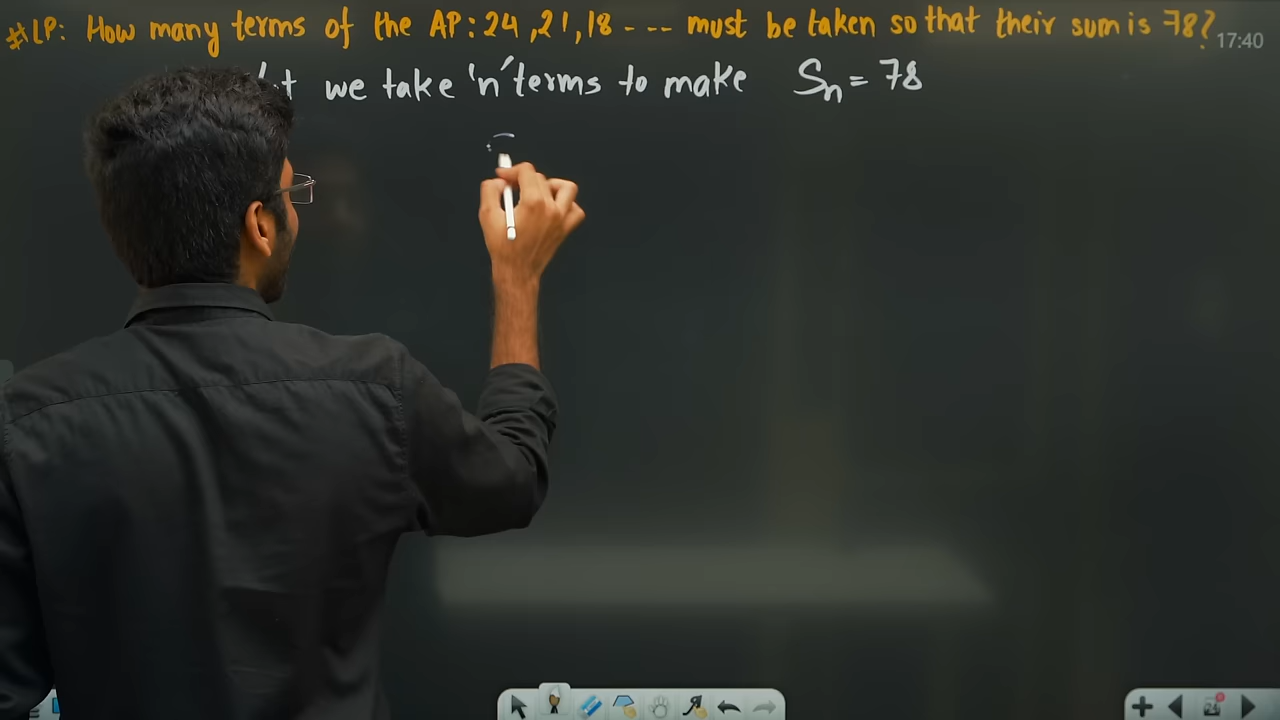 #LP: How many terms of the AP: 24, 21, 18 - - - - must be taken so that their sum is 78?
17:40
we take 'n' terms to make Sn = 78